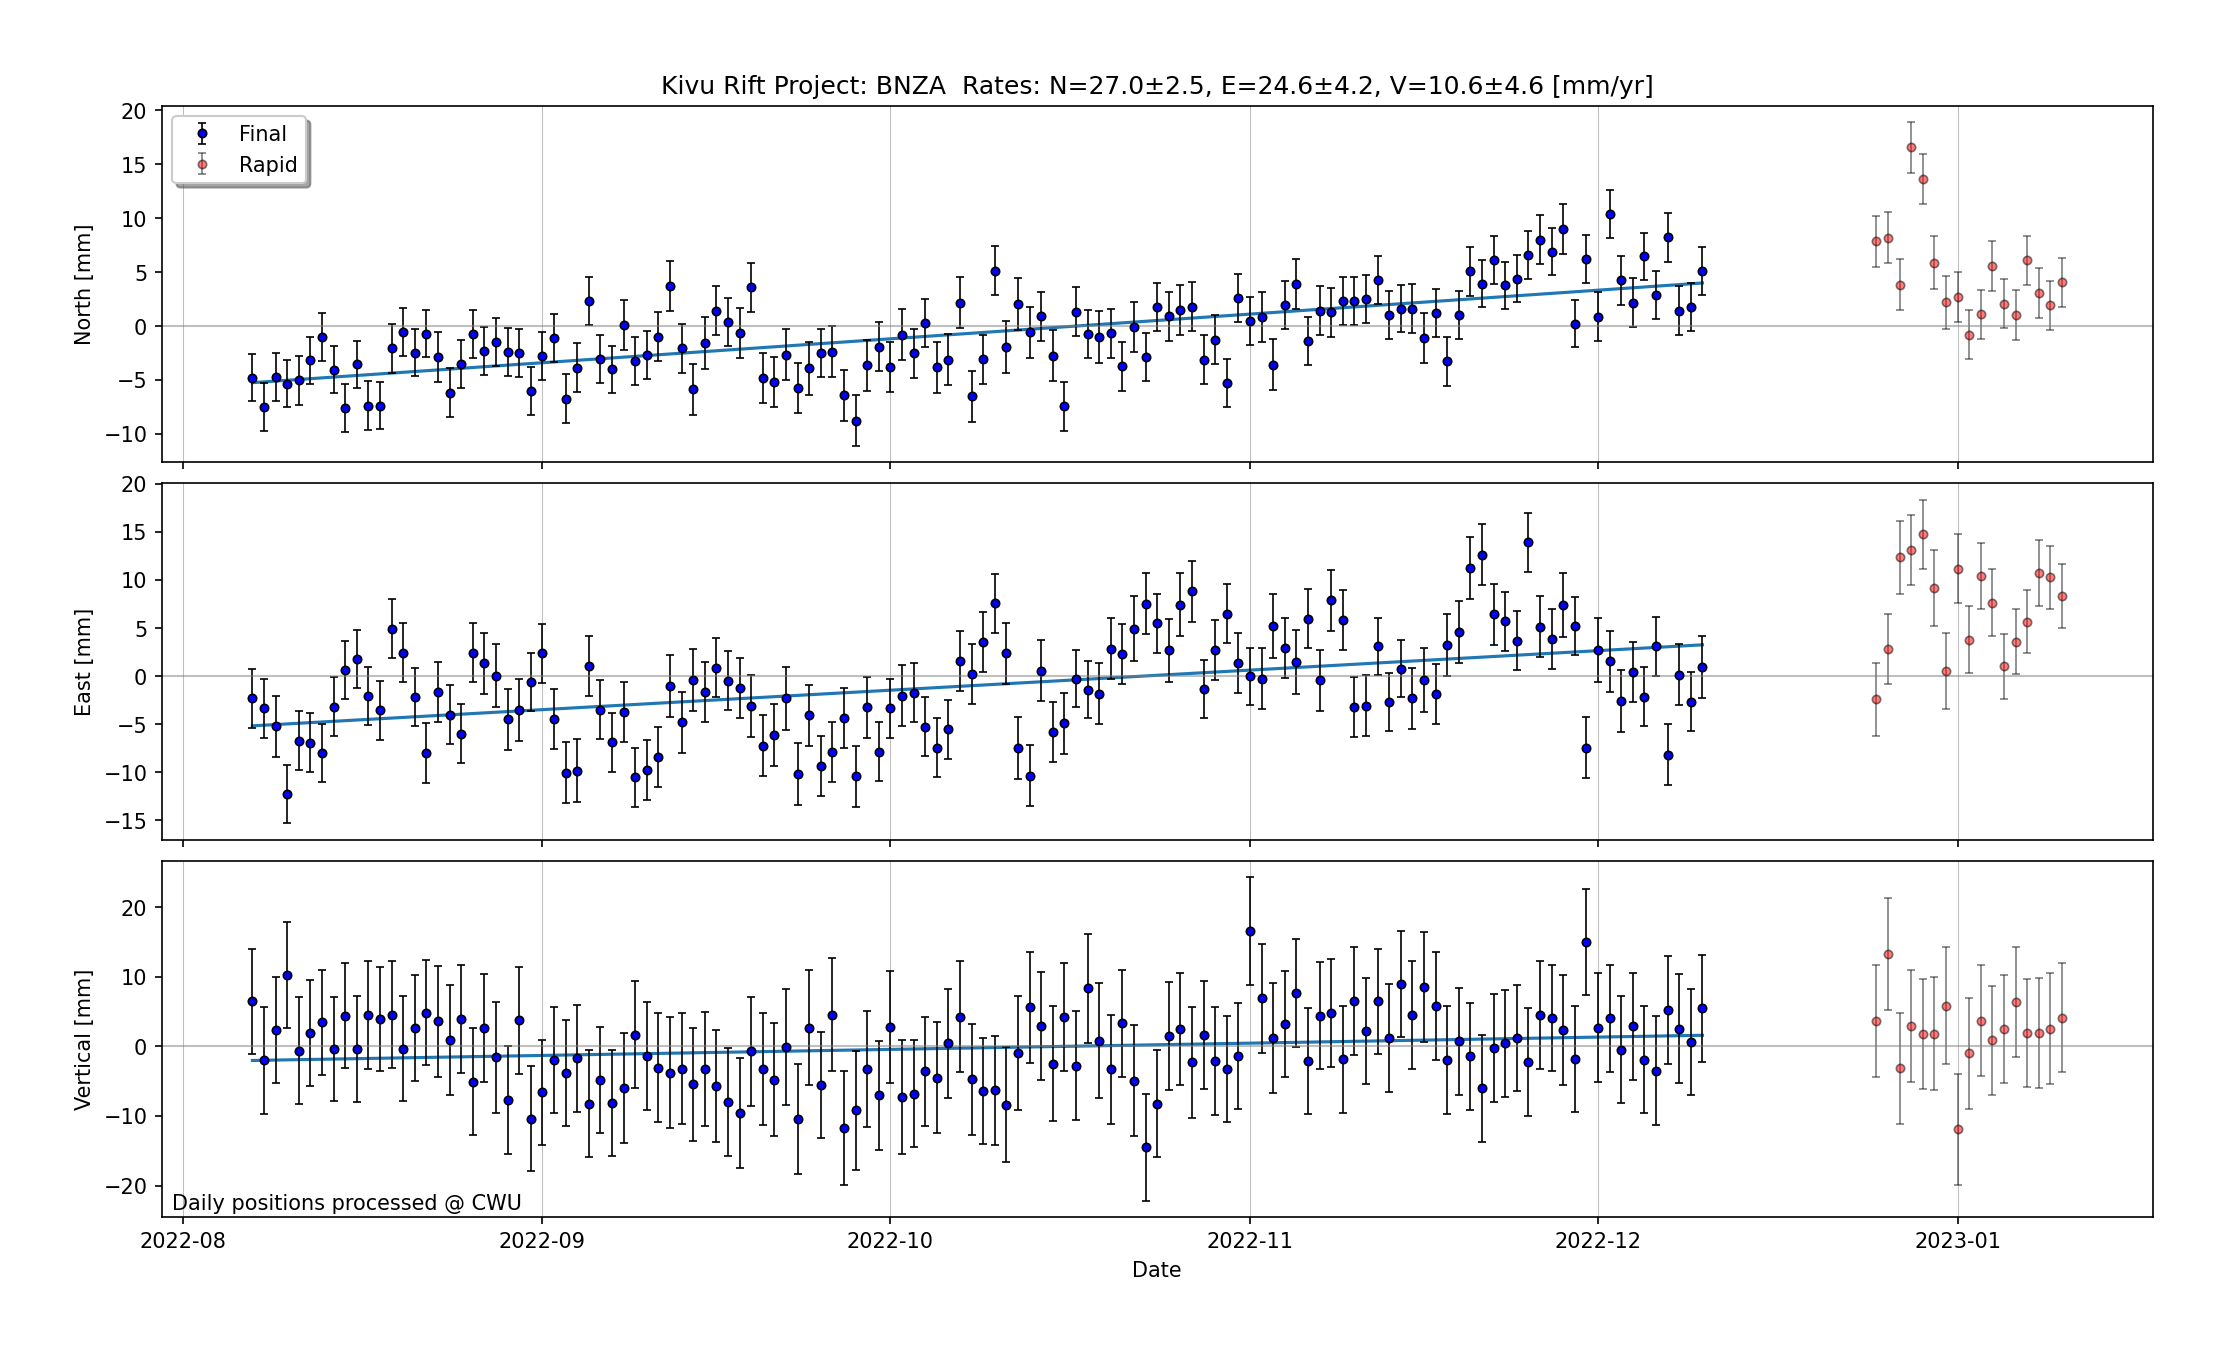 Kivu Rift Project: BNZA  Rates: N=27.0±2.5, E=24.6±4.2, V=10.6±4.6 [mm/yr]
Final
Rapid
North [mm]
20
15
10
5
0
−5
−10
East [mm]
20
15
10
5
0
−5
−10
−15
Vertical [mm]
20
10
0
−10
−20
Daily positions processed @ CWU
2022-08 2022-09 2022-10 2022-11 2022-12 2023-01
Date